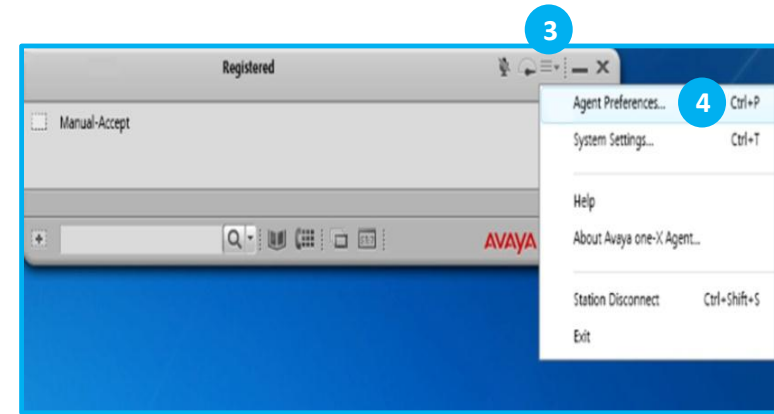 3
Registered
Agent Preferences... 4 Ctrl+P
Manual-Accept
System Settings... Ctrl+T
Help
AVAYA
About Avaya one-X Agent...
Station Disconnect Ctrl+Shift+S
Exit